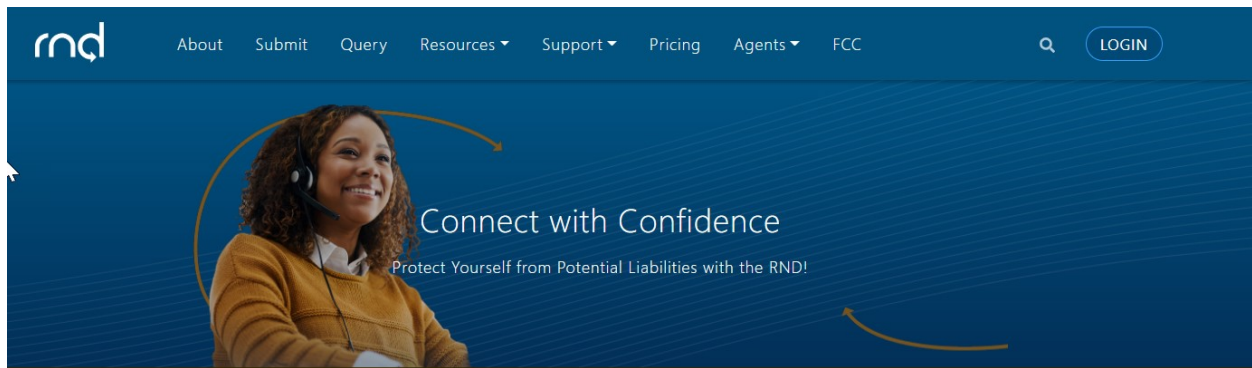 rnd
About Submit Query Resources Support Pricing Agents FCC LOGIN
Connect with Confidence
Protect Yourself from Potential Liabilities with the RND!